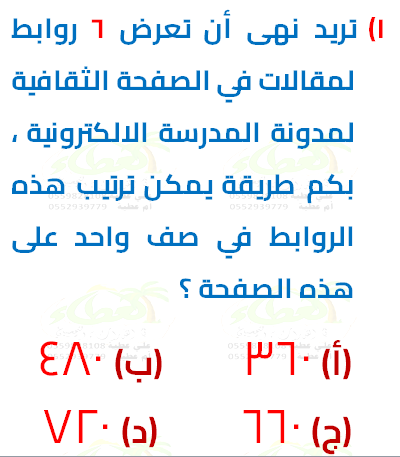 ١) تريد نهى أن تعرض ٦ روابط
لمقالات في الصفحة الثقافية
لمدونة المدرسة الالكترونية ،
بكم طريقة يمكن ترتيب هذه
الروابط في صف واحد على
هذه الصفحة ؟
(أ) ٣٦٠ (ب) ٤٨٠
(ج) ٦٦٠ (د) ٧٢٠